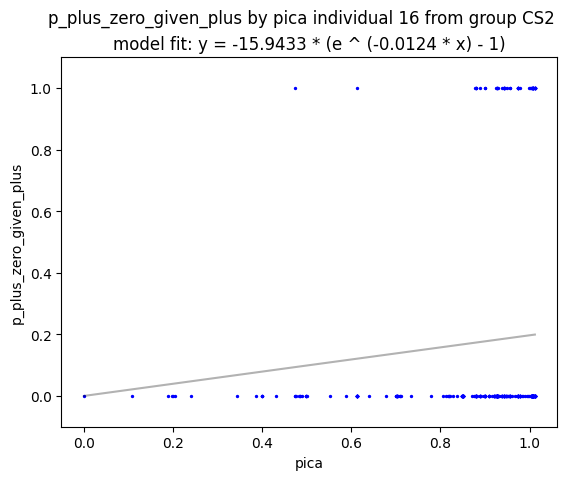 p_plus_zero_given_plus by pica individual 16 from group CS2
model fit: y = -15.9433 * (e ^ (-0.0124 * x) - 1)
p_plus_zero_given_plus
1.0
0.8
0.6
0.4
0.2
0.0
0.0 0.2 0.4 0.6 0.8 1.0
pica